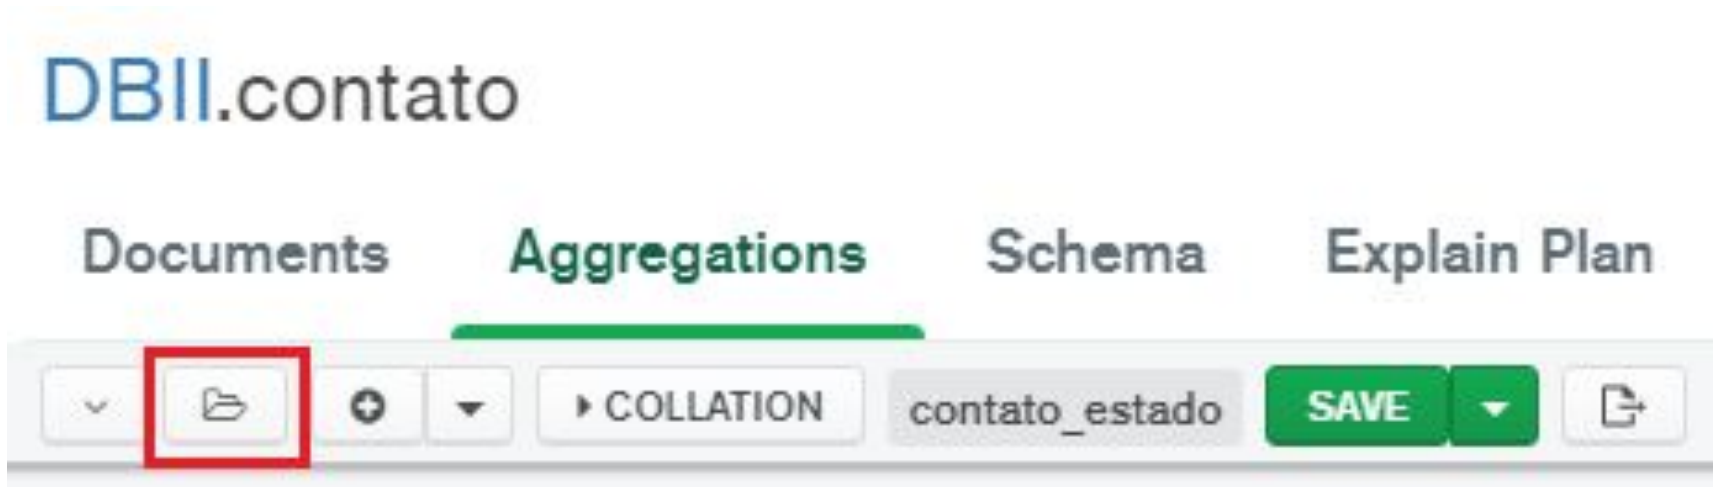 DBII.contato
Documents Aggregations Schema Explain Plan
COLLATION contato_estado SAVE